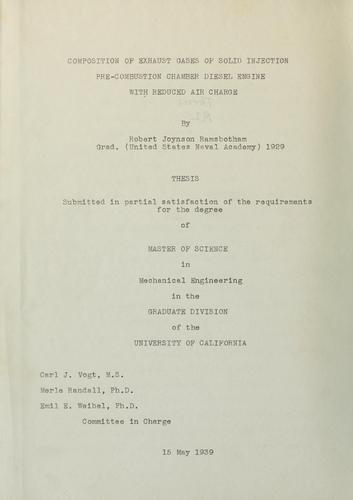 COMPOSITION OF EXHAUST GASES OF SOLID INJECTION
PRE-COMBUSTION CHAMBER DIESEL ENGINE
WITH REDUCED AIR CHARGE
By
Robert Joynson Ramsbotham
Grad. (United States Naval Academy) 1929
THESIS
Submitted in partial satisfaction of the requirements
for the degree
of
MASTER OF SCIENCE
in
Mechanical Engineering
in the
GRADUATE DIVISION
of the
UNIVERSITY OF CALIFORNIA
Carl J. Vogt, M.S.
Merle Randall, Ph.D.
Emil E. Weibel, Ph.D.
Committee in Charge
15 May 1939